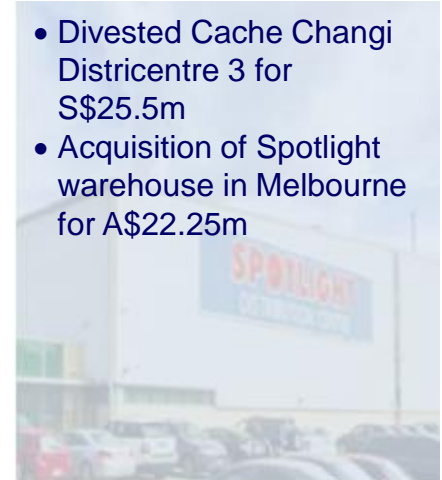 • Divested Cache Changi
Districentre 3 for
S$25.5m
• Acquisition of Spotlight
warehouse in Melbourne
for A$22.25m
SPOTLIGHT